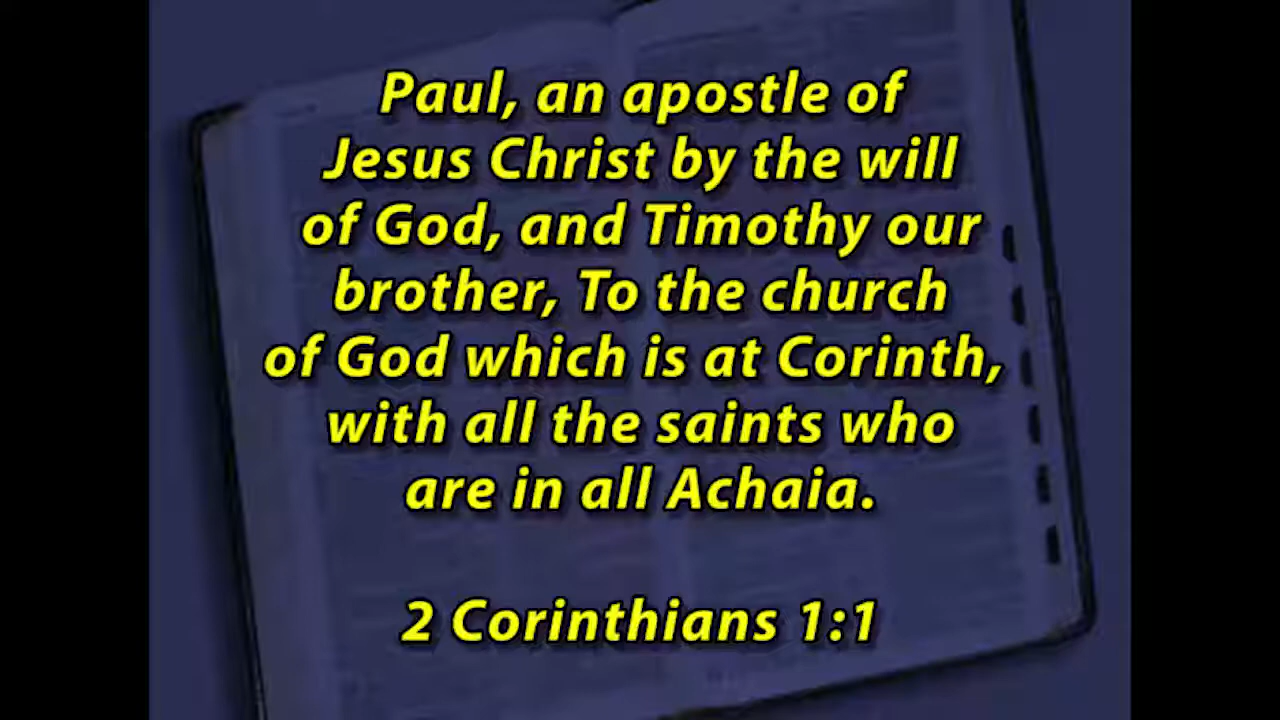 Paul, an apostle of
Jesus Christ by the will
of God, and Timothy our
brother, To the church
of God which is at Corinth,
with all the saints who
are in all Achaia.
2 Corinthians 1:1